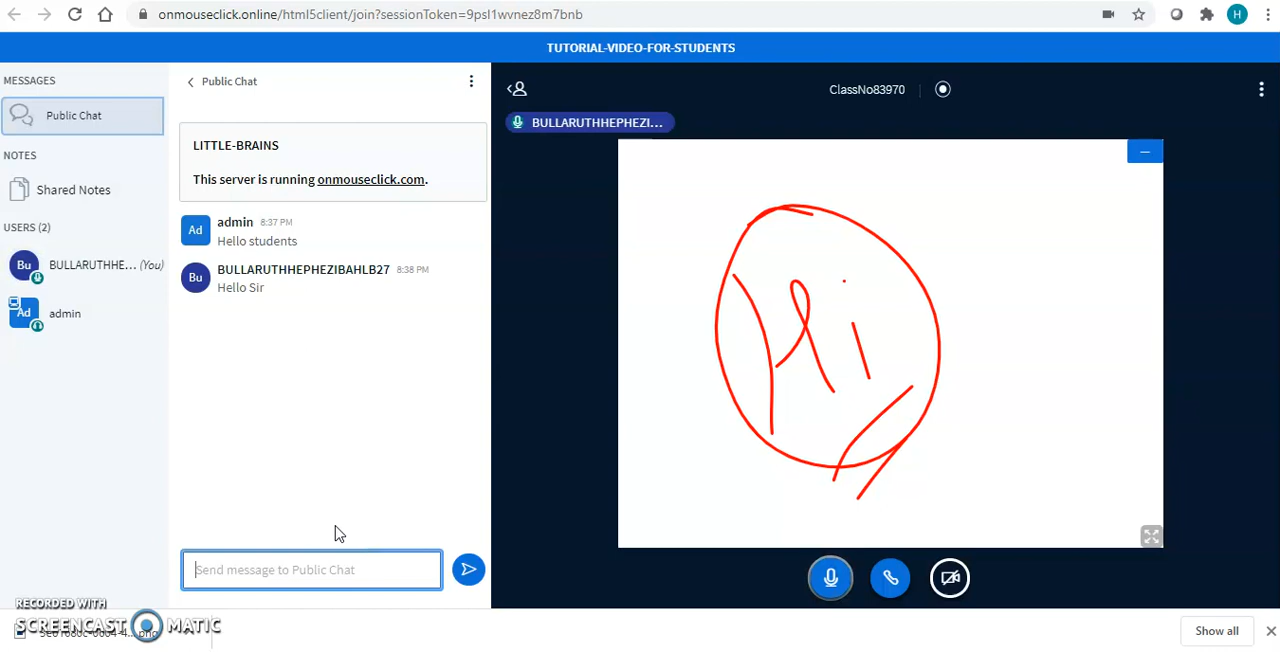 onmouseclick.online/html5client/join?sessionToken=9psl1wvnez8m7bnb
H
TUTORIAL-VIDEO-FOR-STUDENTS
MESSAGES
Public Chat
NOTES
Shared Notes
USERS (2)
Bu BULLARUTHHE... (You)
Ad admin
Public Chat
LITTLE-BRAINS
This server is running onmouseclick.com.
Ad admin 8:37 PM
Hello students
Bu BULLARUTHHEPHEZIBAHLB27 8:38 PM
Hello Sir
Send message to Public Chat
ClassNo83970
BULLARUTHHEPHEZI...
Hi
RECORDED WITH
SCREENCAST MATIC
Show all